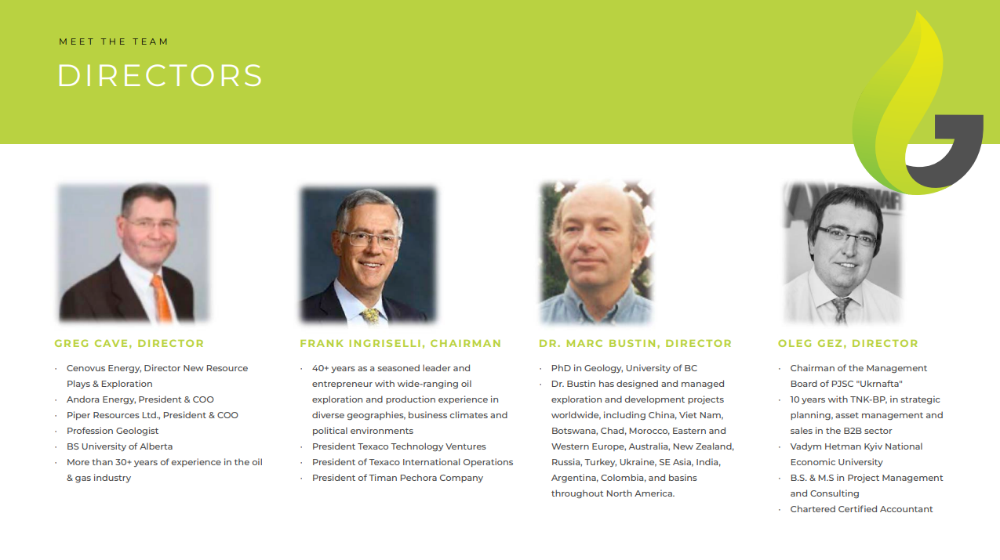 MEET THE TEAM
DIRECTORS
GREG CAVE, DIRECTOR
· Cenovus Energy, Director New Resource
Plays & Exploration
· Andora Energy, President & COO
· Piper Resources Ltd., President & COO
· Profession Geologist
· BS University of Alberta
· More than 30+ years of experience in the oil
& gas industry
FRANK INGRISELLI, CHAIRMAN
· 40+ years as a seasoned leader and
entrepreneur with wide-ranging oil
exploration and production experience in
diverse geographies, business climates and
political environments
· President Texaco Technology Ventures
· President of Texaco International Operations
· President of Timan Pechora Company
DR. MARC BUSTIN, DIRECTOR
· PhD in Geology, University of BC
· Dr. Bustin has designed and managed
exploration and development projects
worldwide, including China, Viet Nam,
Botswana, Chad, Morocco, Eastern and
Western Europe, Australia, New Zealand,
Russia, Turkey, Ukraine, SE Asia, India,
Argentina, Colombia, and basins
throughout North America.
OLEG GEZ, DIRECTOR
· Chairman of the Management
Board of PJSC "Ukrnafta"
· 10 years with TNK-BP, in strategic
planning, asset management and
sales in the B2B sector
· Vadym Hetman Kyiv National
Economic University
· B.S. & M.S in Project Management
and Consulting
· Chartered Certified Accountant